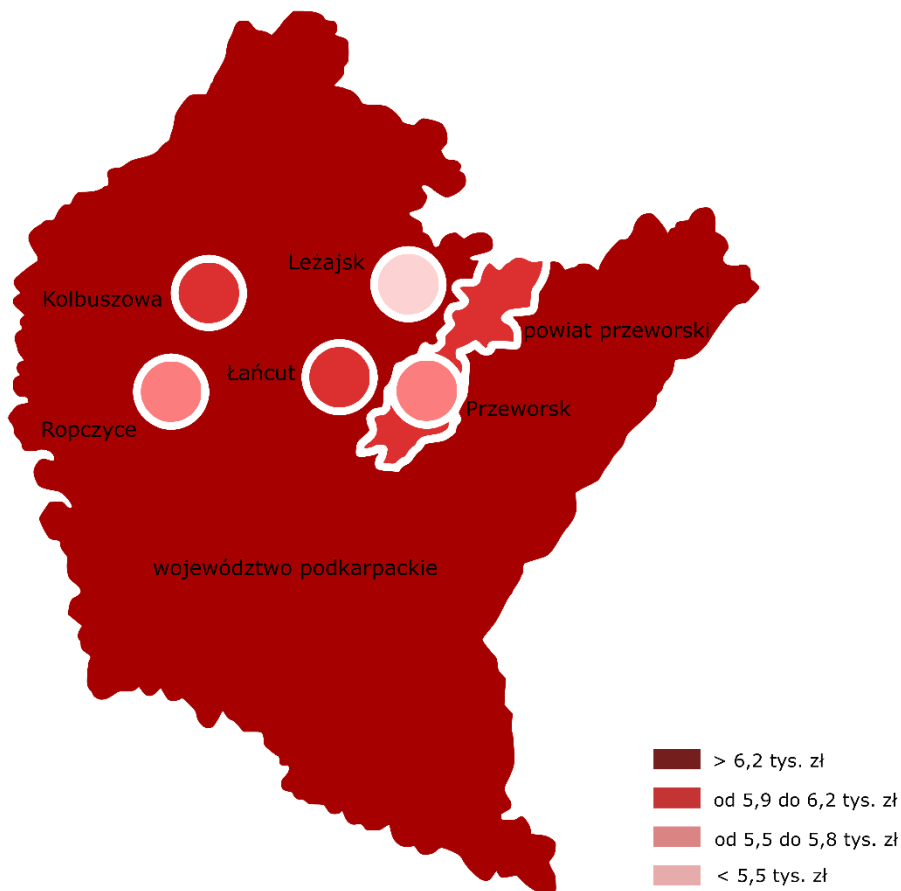 Leżajsk
Kolbuszowa
powiat przeworski
Łańcut
Przeworsk
Ropczyce
województwo podkarpackie
> 6,2 tys. zł
od 5,9 do 6,2 tys. zł
od 5,5 do 5,8 tys. zł
< 5,5 tys. zł